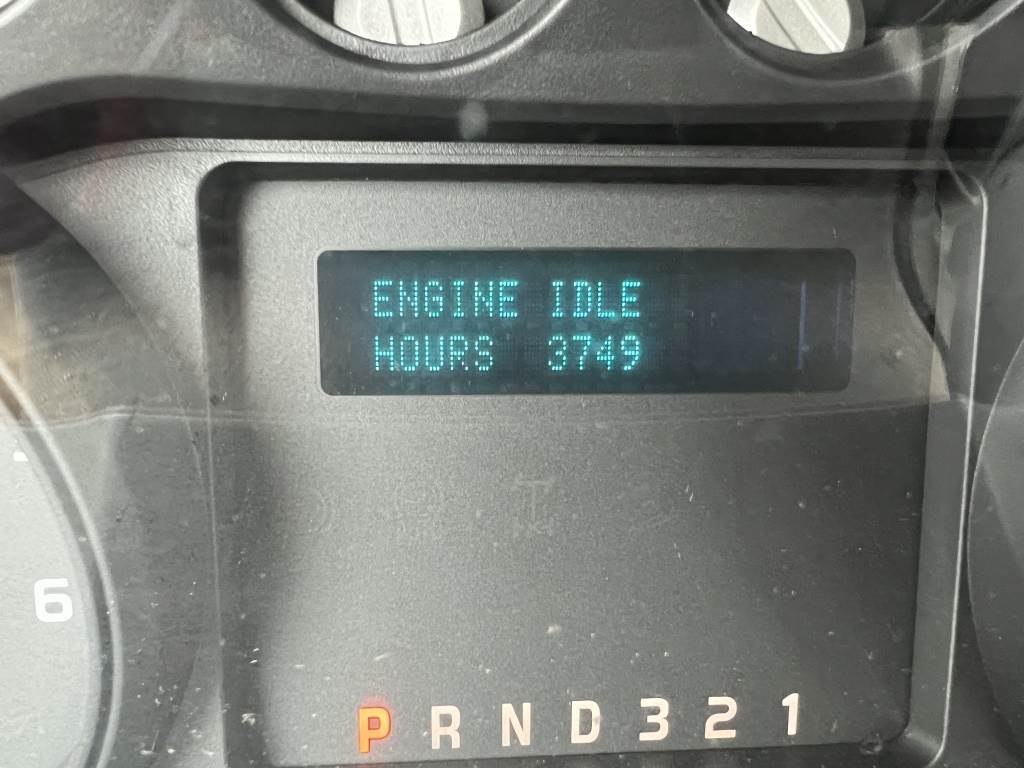 ENGINE IDLE
HOURS 3749
6
P R N D 3 2 1